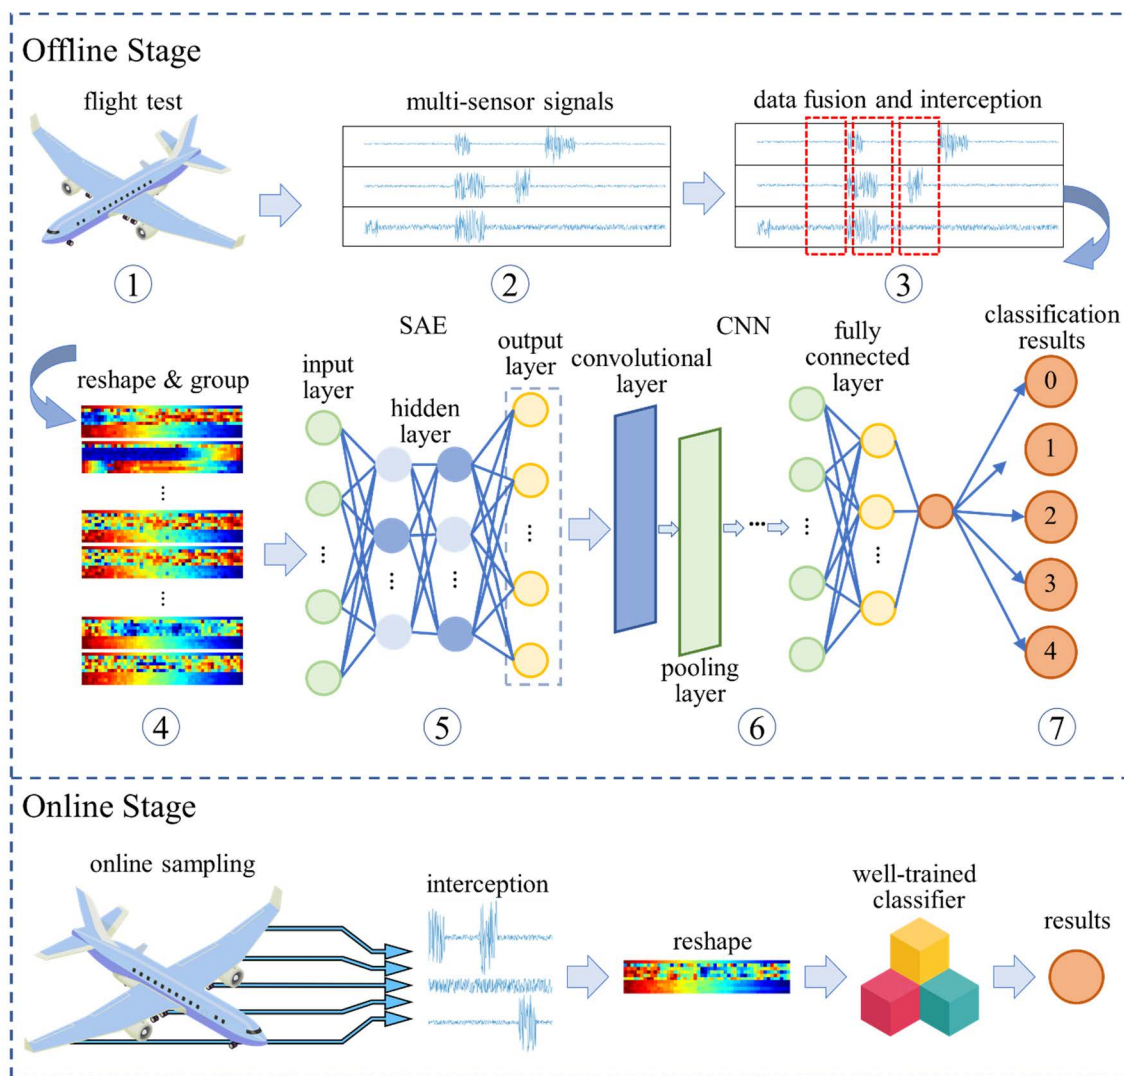 Offline Stage
flight test
multi-sensor signals
data fusion and interception
1
2
3
SAE
CNN
reshape & group
input
layer
hidden
layer
output
layer
convolutional
layer
pooling
layer
fully
connected
layer
classification
results
0
1
2
3
4
4
5
6
7
Online Stage
online sampling
interception
reshape
well-trained
classifier
results